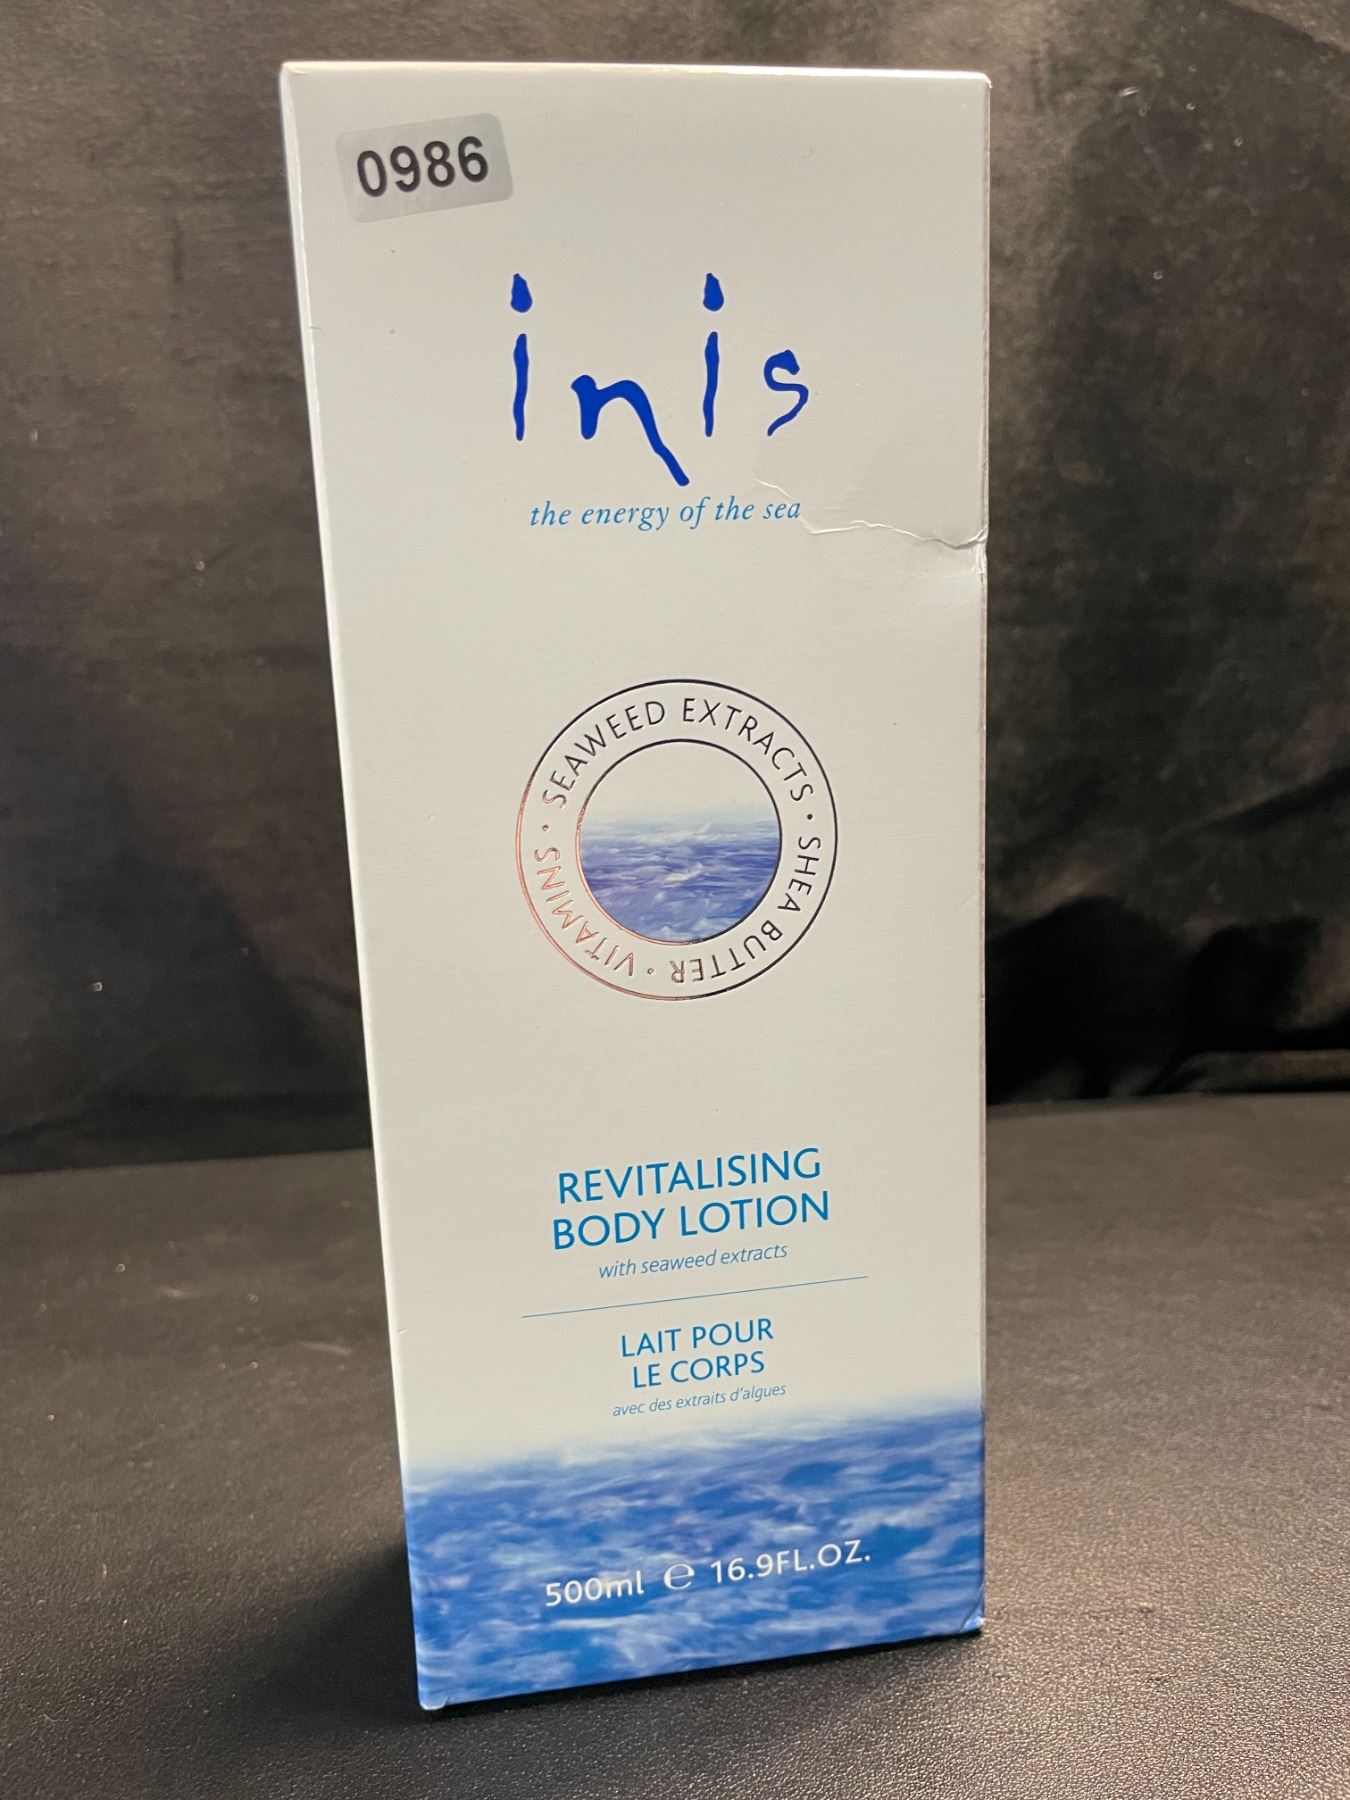 0986
inis
the energy of the sea
SEAWEED EXTRACTS • SHEA BUTTER • VITAMINS •
REVITALISING
BODY LOTION
with seaweed extracts
LAIT POUR
LE CORPS
avec des extraits d'algues
500ml ℮ 16.9FL.OZ.